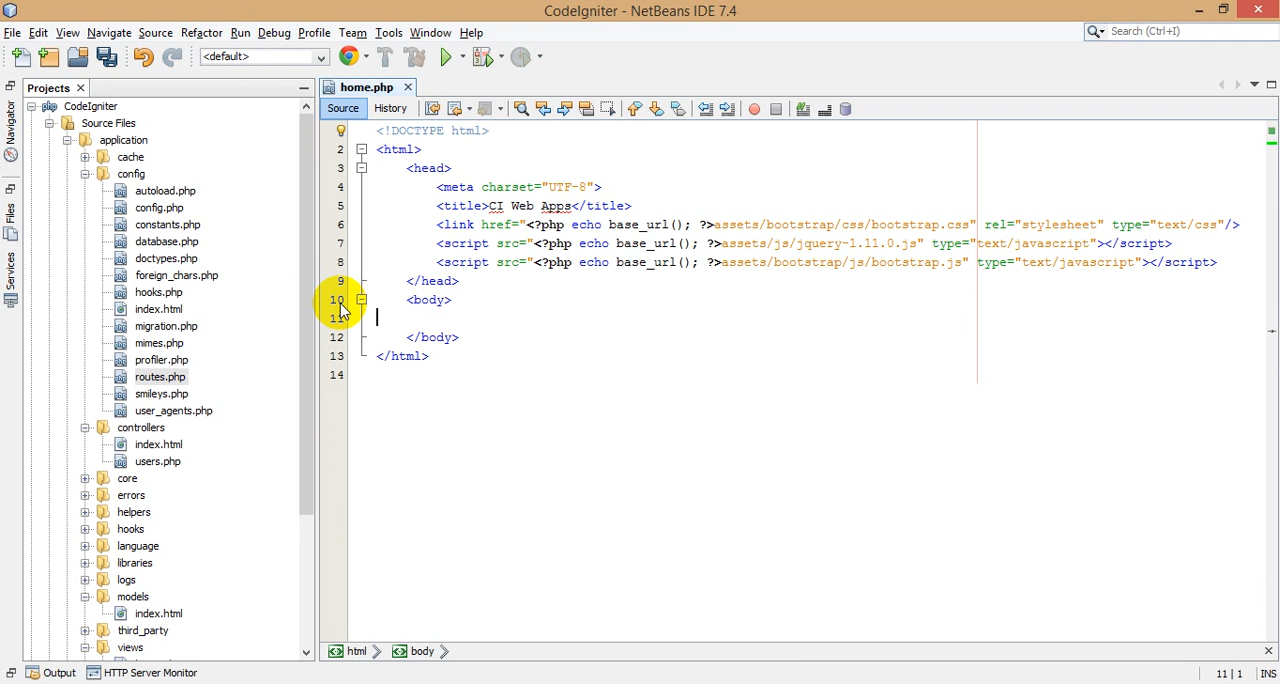 CodeIgniter - NetBeans IDE 7.4
File Edit View Navigate Source Refactor Run Debug Profile Team Tools Window Help
Search (Ctrl+I)
<default>
Projects
home.php
Source History
Navigator
Files
Services
CodeIgniter
Source Files
application
cache
config
autoload.php
config.php
constants.php
database.php
doctypes.php
foreign_chars.php
hooks.php
index.html
migration.php
mimes.php
profiler.php
routes.php
smileys.php
user_agents.php
controllers
index.html
users.php
core
errors
helpers
hooks
language
libraries
logs
models
index.html
third_party
views
<!DOCTYPE html>
2 <html>
3 <head>
4 <meta charset="UTF-8">
5 <title>CI Web Apps</title>
6 <link href="<?php echo base_url(); ?>assets/bootstrap/css/bootstrap.css" rel="stylesheet" type="text/css"/>
7 <script src="<?php echo base_url(); ?>assets/js/jquery-1.11.0.js" type="text/javascript"></script>
8 <script src="<?php echo base_url(); ?>assets/bootstrap/js/bootstrap.js" type="text/javascript"></script>
9 </head>
10 <body>
11
12 </body>
13 </html>
14
html body
Output HTTP Server Monitor
11 | 1 INS